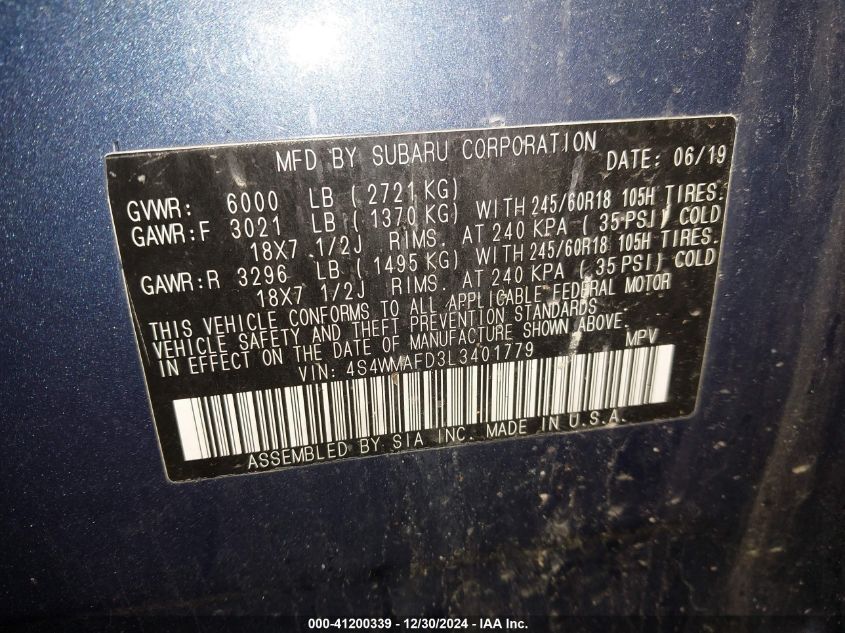 MFD BY SUBARU CORPORATION DATE: 06/19
GVWR: 6000 LB ( 2721 KG)
GAWR:F 3021 LB ( 1370 KG) WITH 245/60R18 105H TIRES.
18X7 1/2J RIMS. AT 240 KPA ( 35 PSI) COLD
GAWR:R 3296 LB ( 1495 KG) WITH 245/60R18 105H TIRES.
18X7 1/2J RIMS. AT 240 KPA ( 35 PSI) COLD
THIS VEHICLE CONFORMS TO ALL APPLICABLE FEDERAL MOTOR
VEHICLE SAFETY AND THEFT PREVENTION STANDARDS
IN EFFECT ON THE DATE OF MANUFACTURE SHOWN ABOVE.
VIN: 4S4WMAFD3L3401779 MPV
ASSEMBLED BY SIA INC. MADE IN U.S.A.
000-41200339 - 12/30/2024 - IAA Inc.